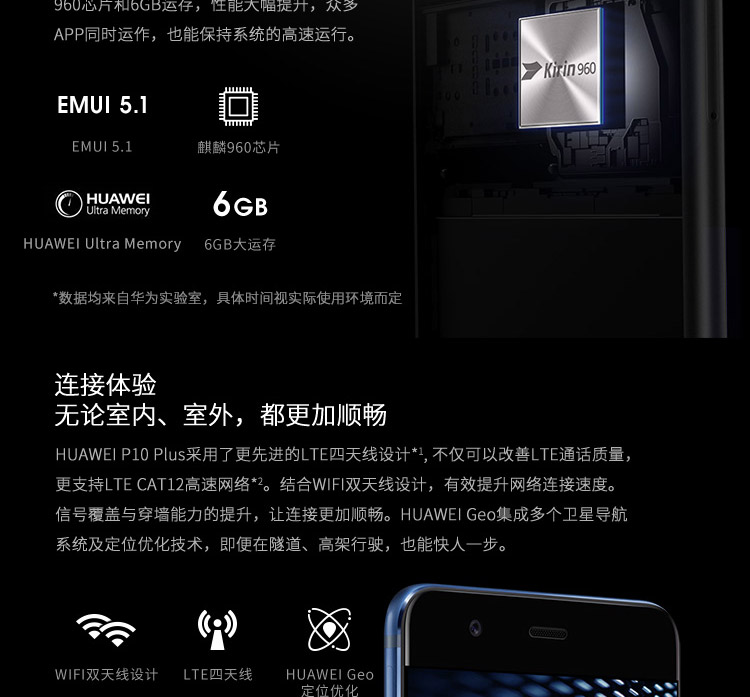 960芯片和6GB运存，性能大幅提升，众多
APP同时运作，也能保持系统的高速运行。
Kirin 960
EMUI 5.1
EMUI 5.1
麒麟960芯片
HUAWEI
Ultra Memory
6GB
HUAWEI Ultra Memory
6GB大运存
*数据均来自华为实验室，具体时间视实际使用环境而定
连接体验
无论室内、室外，都更加顺畅
HUAWEI P10 Plus采用了更先进的LTE四天线设计*1, 不仅可以改善LTE通话质量，
更支持LTE CAT12高速网络*2。结合WIFI双天线设计，有效提升网络连接速度。
信号覆盖与穿墙能力的提升，让连接更加顺畅。HUAWEI Geo集成多个卫星导航
系统及定位优化技术，即便在隧道、高架行驶，也能快人一步。
WIFI双天线设计
LTE四天线
HUAWEI Geo
定位优化